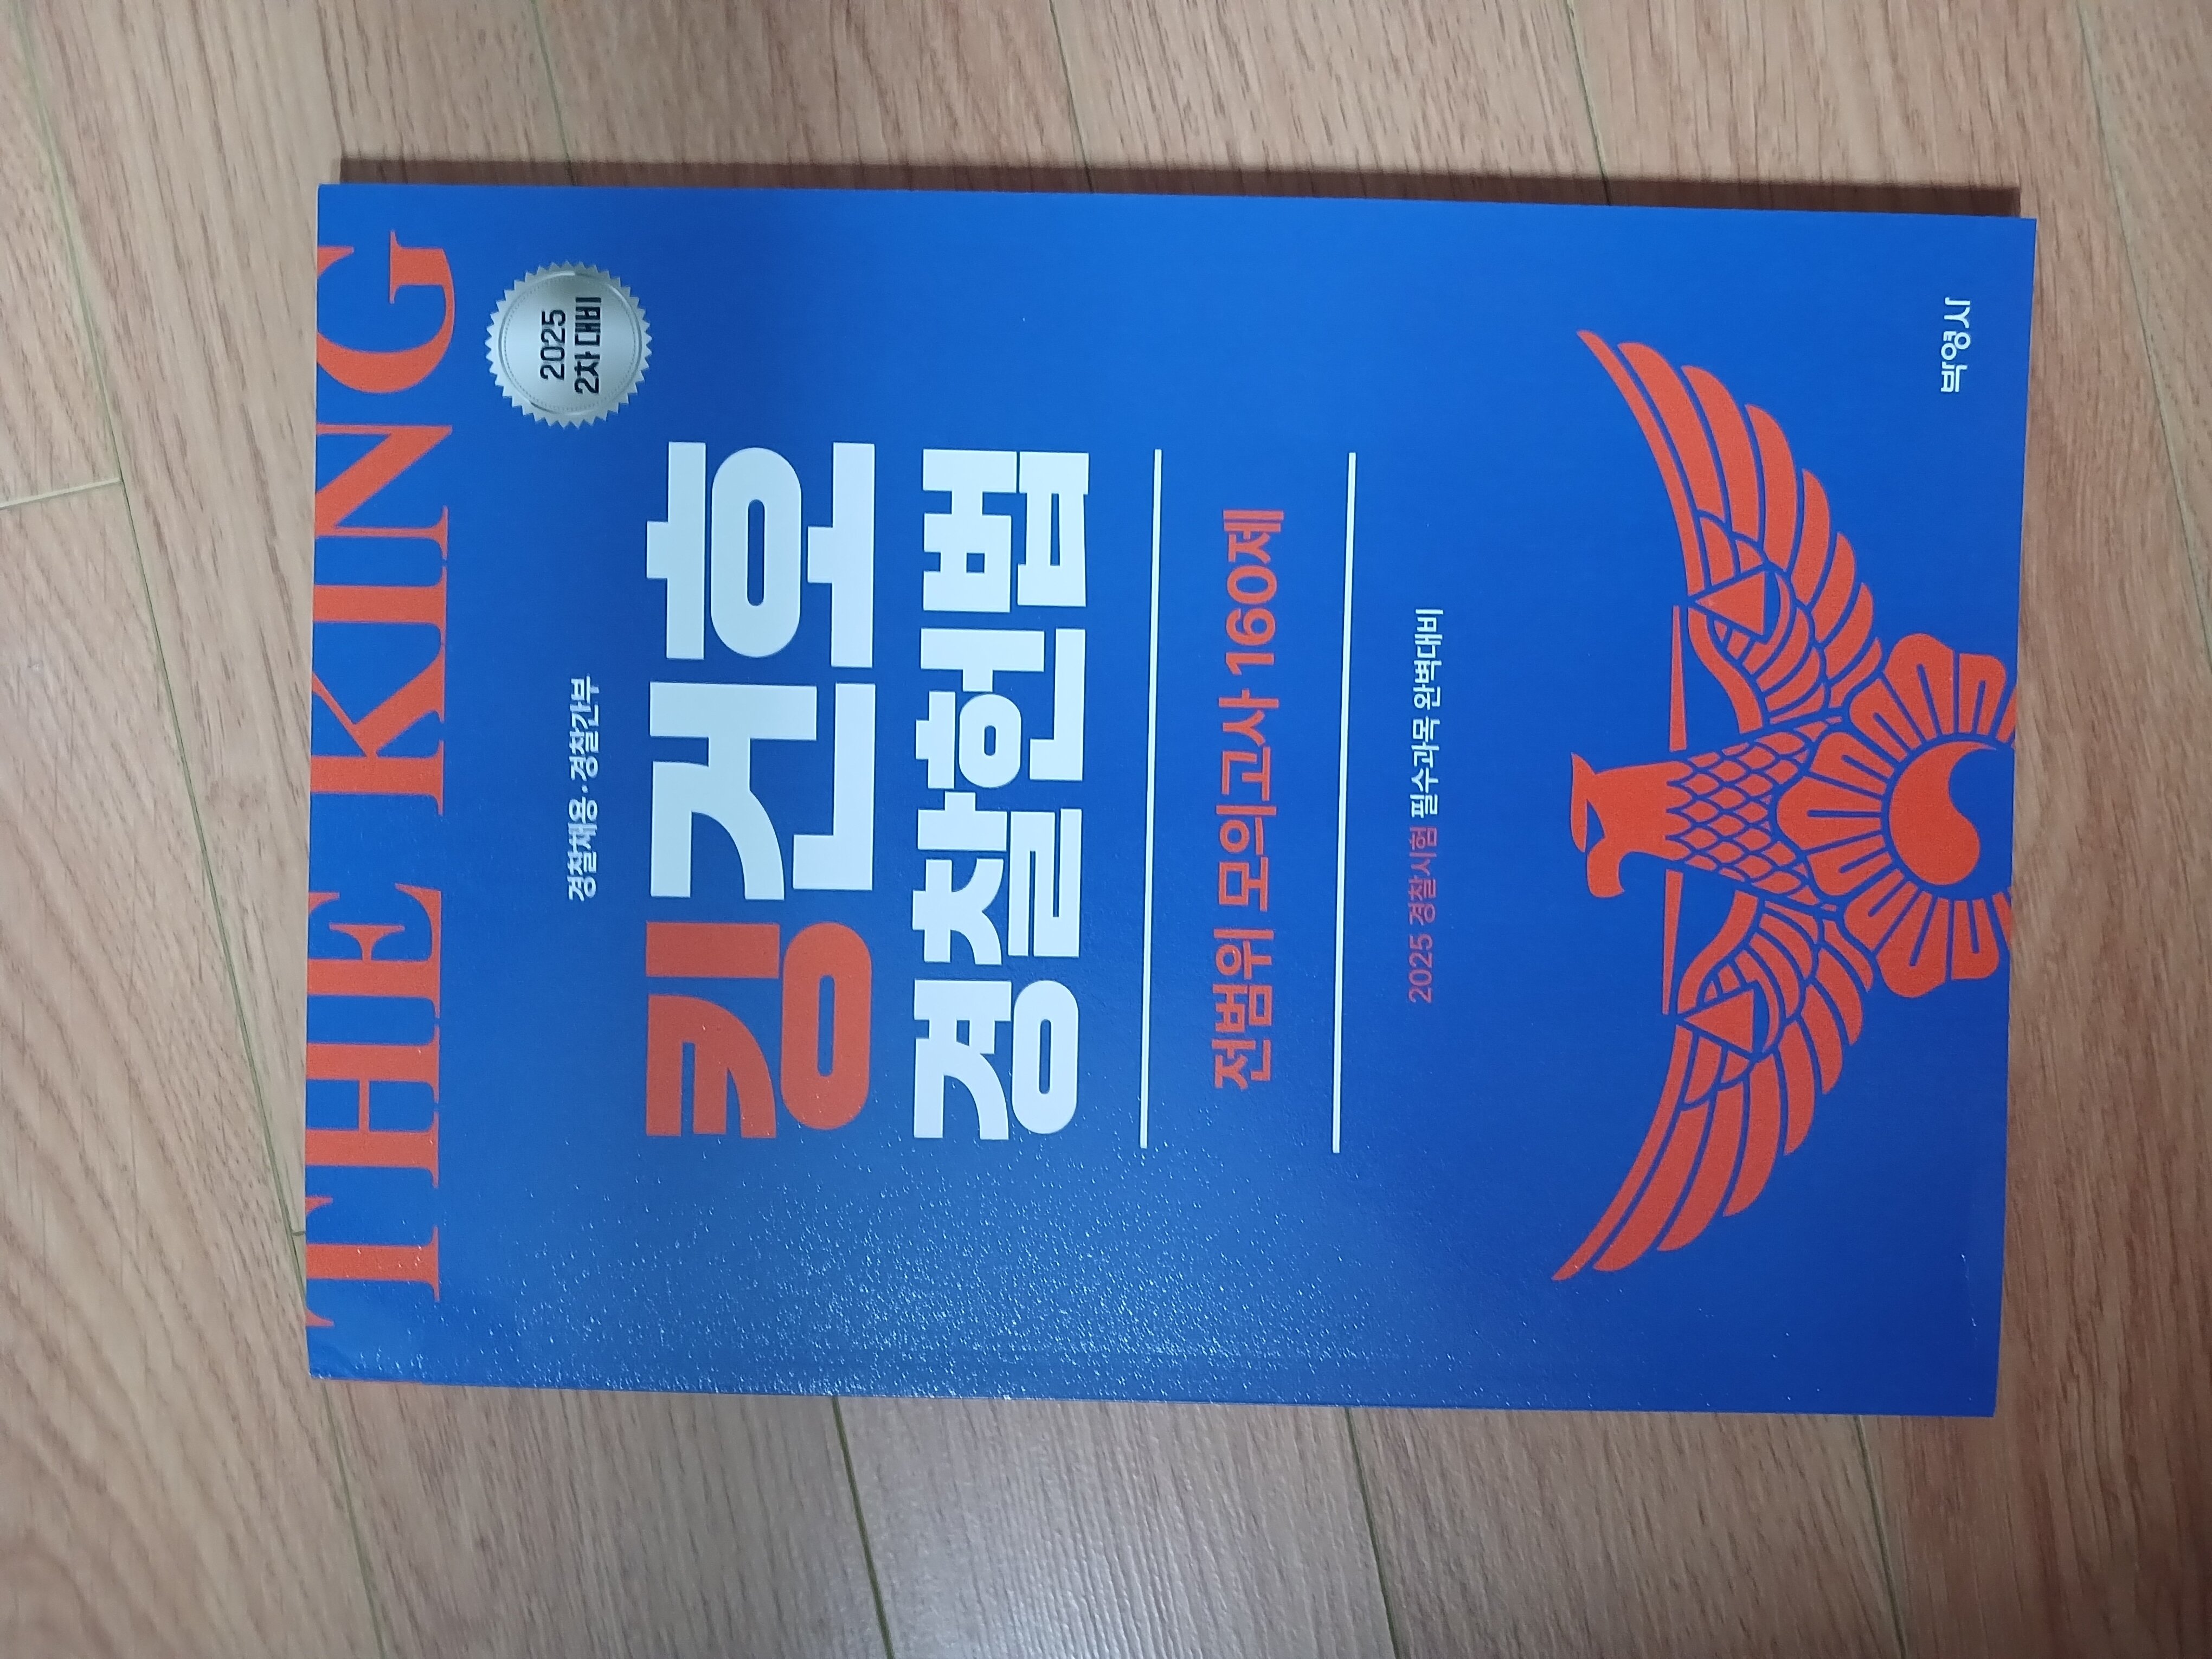 THE KING
2025
2차 대비
경찰채용·경찰간부
킹건호
경찰헌법
전범위 모의고사 160제
2025 경찰시험 필수과목 완벽대비
박영사